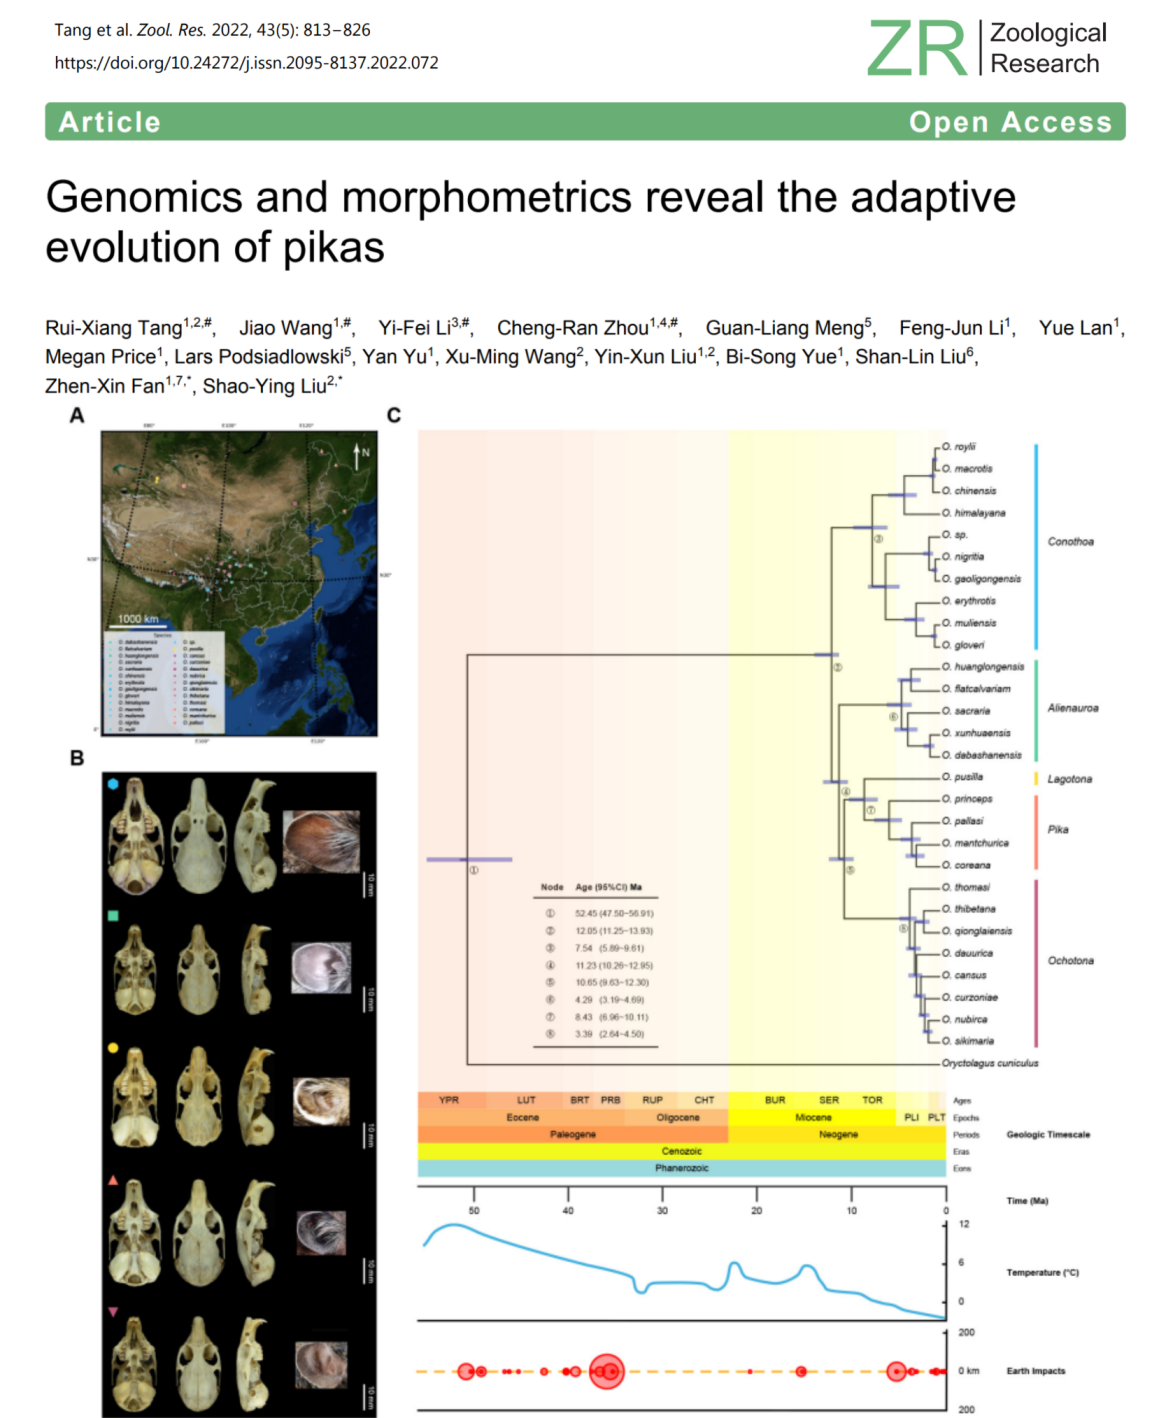 Tang et al. Zool. Res. 2022, 43(5): 813−826
https://doi.org/10.24272/j.issn.2095-8137.2022.072
ZR Zoological
Research
Article Open Access
Genomics and morphometrics reveal the adaptive
evolution of pikas
Rui-Xiang Tang1,2,#, Jiao Wang1,#, Yi-Fei Li3,#, Cheng-Ran Zhou1,4,#, Guan-Liang Meng5, Feng-Jun Li1, Yue Lan1,
Megan Price1, Lars Podsiadlowski5, Yan Yu1, Xu-Ming Wang2, Yin-Xun Liu1,2, Bi-Song Yue1, Shan-Lin Liu6,
Zhen-Xin Fan1,7,*, Shao-Ying Liu2,*
A
N
1000 km
Species
B
10 mm
10 mm
10 mm
10 mm
10 mm
C
O. roylii
O. macrotis
O. chinensis
O. himalayana
O. sp.
O. nigritia
O. gaoligongensis
O. erythrotis
O. muliensis
O. gloveri
Conothoa
O. huanglongensis
O. flatcalvariam
O. sacraria
O. xunhuaensis
O. dabashanensis
Alienauroa
O. pusilla
Lagotona
O. princeps
O. pallasi
O. mantchurica
O. coreana
Pika
O. thomasi
O. thibetana
O. qionglaiensis
O. dauurica
O. cansus
O. curzoniae
O. nubirca
O. sikimaria
Ochotona
Oryctolagus cuniculus
Node Age (95%CI) Ma
① 52.45 (47.50−56.91)
② 12.05 (11.25−13.93)
③ 7.54 (5.89−9.61)
④ 11.23 (10.26−12.95)
⑤ 10.65 (9.63−12.30)
⑥ 4.29 (3.19−4.69)
⑦ 8.43 (6.96−10.11)
⑧ 3.39 (2.64−4.50)
YPR LUT BRT PRB RUP CHT BUR SER TOR Ages
Eocene Oligocene Miocene PLI PLT Epochs
Paleogene Neogene Periods Geologic Timescale
Cenozoic Eras
Phanerozoic Eons
50 40 30 20 10 0 Time (Ma)
12
6
0
Temperature (°C)
200
0 km
200
Earth Impacts